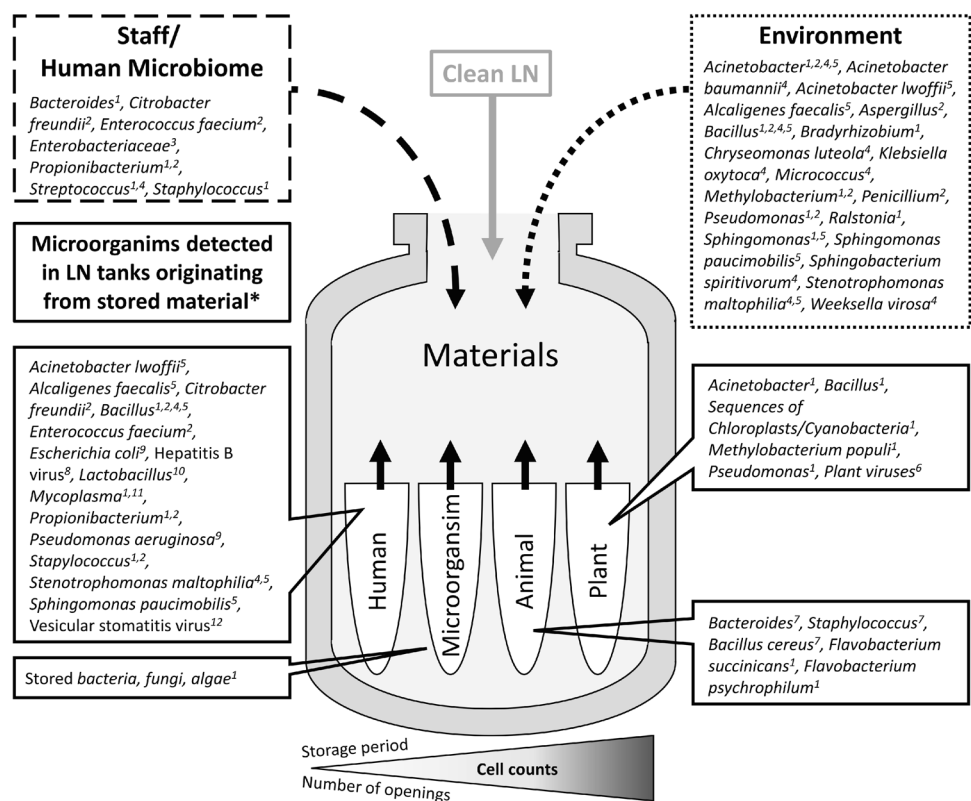 Staff/
Human Microbiome
Bacteroides1, Citrobacter
freundii2, Enterococcus faecium2,
Enterobacteriaceae3,
Propionibacterium1,2,
Streptococcus1,4, Staphylococcus1
Clean LN
Environment
Acinetobacter1,2,4,5, Acinetobacter
baumannii4, Acinetobacter lwoffii5,
Alcaligenes faecalis5, Aspergillus2,
Bacillus1,2,4,5, Bradyrhizobium1,
Chryseomonas luteola4, Klebsiella
oxytoca4, Micrococcus4,
Methylobacterium1,2, Penicillium2,
Pseudomonas1,2, Ralstonia1,
Sphingomonas1,5, Sphingomonas
paucimobilis5, Sphingobacterium
spiritivorum4, Stenotrophomonas
maltophilia4,5, Weeksella virosa4
Microorganims detected
in LN tanks originating
from stored material*
Materials
Acinetobacter lwoffii5,
Alcaligenes faecalis5, Citrobacter
freundii2, Bacillus1,2,4,5,
Enterococcus faecium2,
Escherichia coli9, Hepatitis B
virus8, Lactobacillus10,
Mycoplasma1,11,
Propionibacterium1,2,
Pseudomonas aeruginosa9,
Stapylococcus1,2,
Stenotrophomonas maltophilia4,5,
Sphingomonas paucimobilis5,
Vesicular stomatitis virus12
Acinetobacter1, Bacillus1,
Sequences of
Chloroplasts/Cyanobacteria1,
Methylobacterium populi1,
Pseudomonas1, Plant viruses6
Human
Microorgansim
Animal
Plant
Stored bacteria, fungi, algae1
Bacteroides7, Staphylococcus7,
Bacillus cereus7, Flavobacterium
succinicans1, Flavobacterium
psychrophilum1
Storage period
Cell counts
Number of openings